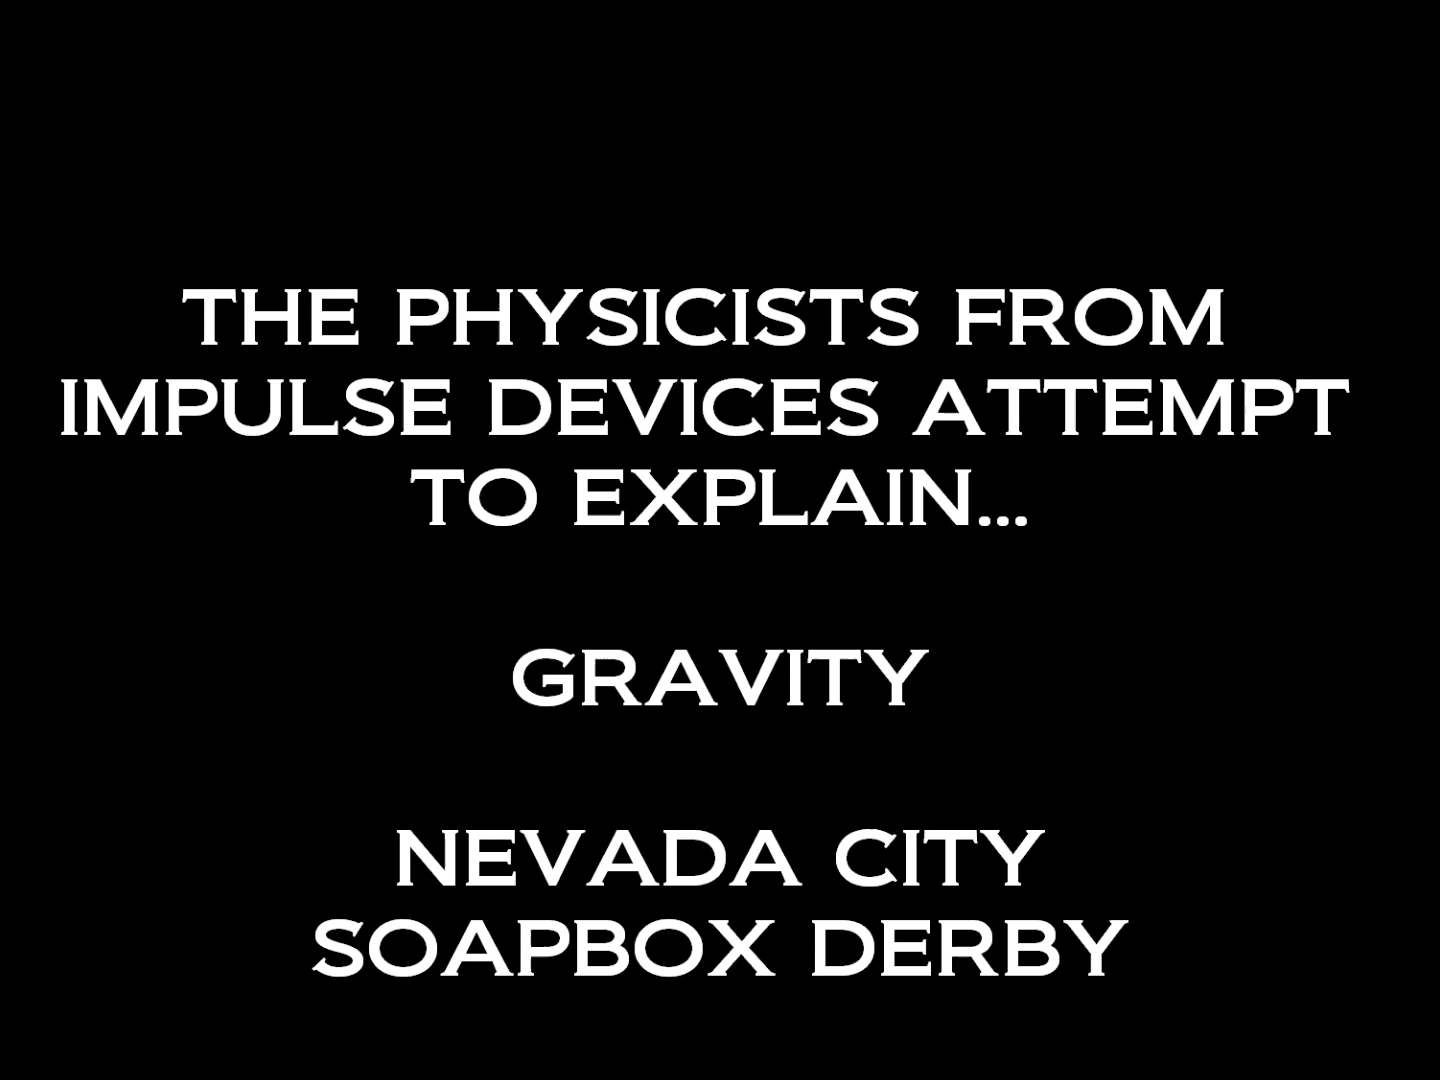 THE PHYSICISTS FROM
IMPULSE DEVICES ATTEMPT
TO EXPLAIN...
GRAVITY
NEVADA CITY
SOAPBOX DERBY